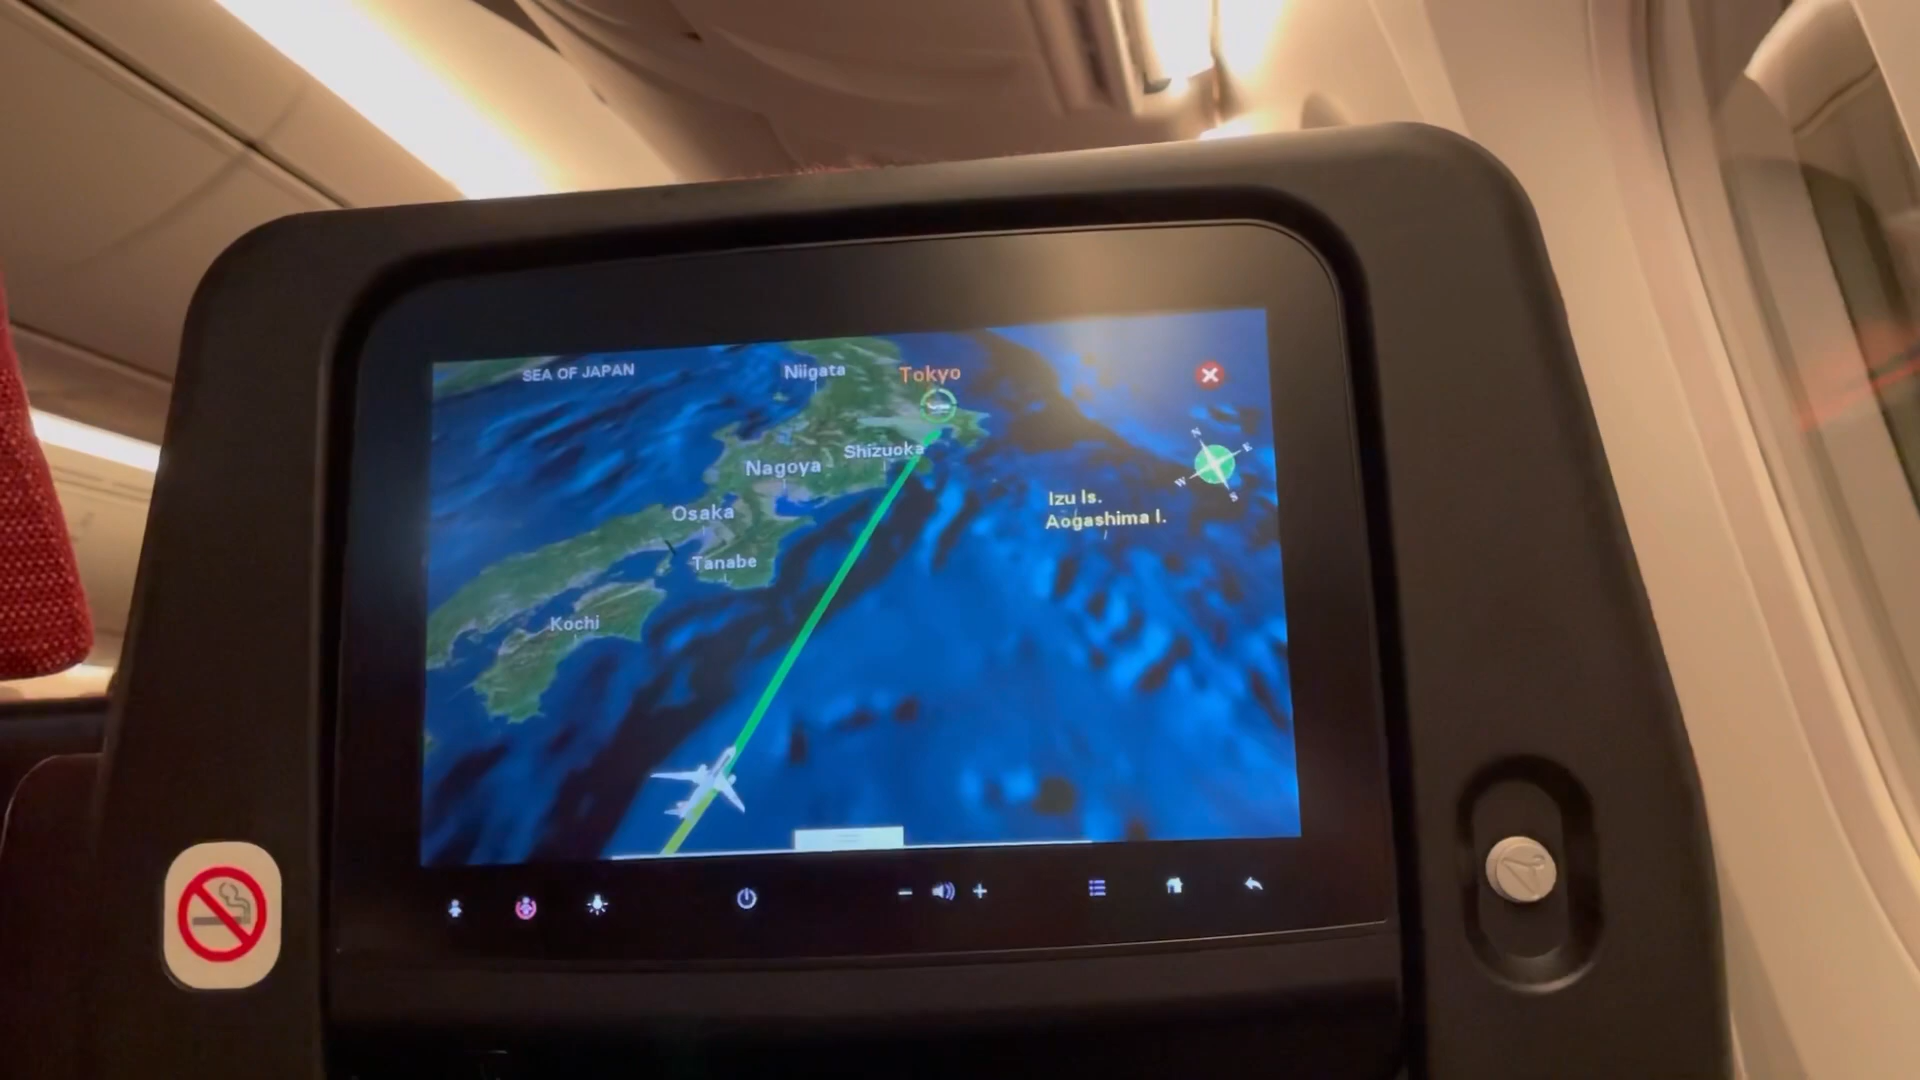 SEA OF JAPAN
Niigata
Tokyo
Shizuoka
Nagoya
Osaka
Tanabe
Kochi
Izu Is.
Aogashima I.
N
E
W
S